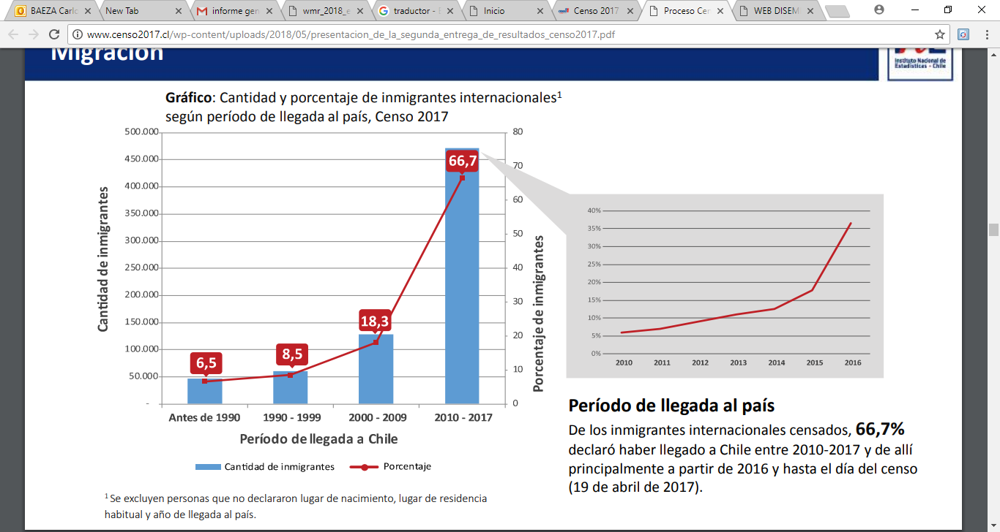 BAEZA Carlo
New Tab
informe gen
wmr_2018_e
traductor - B
Inicio
Censo 2017
Proceso Cen
WEB DISEM
www.censo2017.cl/wp-content/uploads/2018/05/presentacion_de_la_segunda_entrega_de_resultados_censo2017.pdf
Migración
Instituto Nacional de
Estadísticas - Chile
Gráfico: Cantidad y porcentaje de inmigrantes internacionales¹
según período de llegada al país, Censo 2017
Cantidad de inmigrantes
500.000
450.000
400.000
350.000
300.000
250.000
200.000
150.000
100.000
50.000
-
6,5
8,5
18,3
66,7
80
70
60
50
40
30
20
10
0
Porcentaje de inmigrantes
Antes de 1990 1990 - 1999 2000 - 2009 2010 - 2017
Período de llegada a Chile
Cantidad de inmigrantes Porcentaje
¹ Se excluyen personas que no declararon lugar de nacimiento, lugar de residencia
habitual y año de llegada al país.
40%
35%
30%
25%
20%
15%
10%
5%
0%
2010 2011 2012 2013 2014 2015 2016
Período de llegada al país
De los inmigrantes internacionales censados, 66,7%
declaró haber llegado a Chile entre 2010-2017 y de allí
principalmente a partir de 2016 y hasta el día del censo
(19 de abril de 2017).